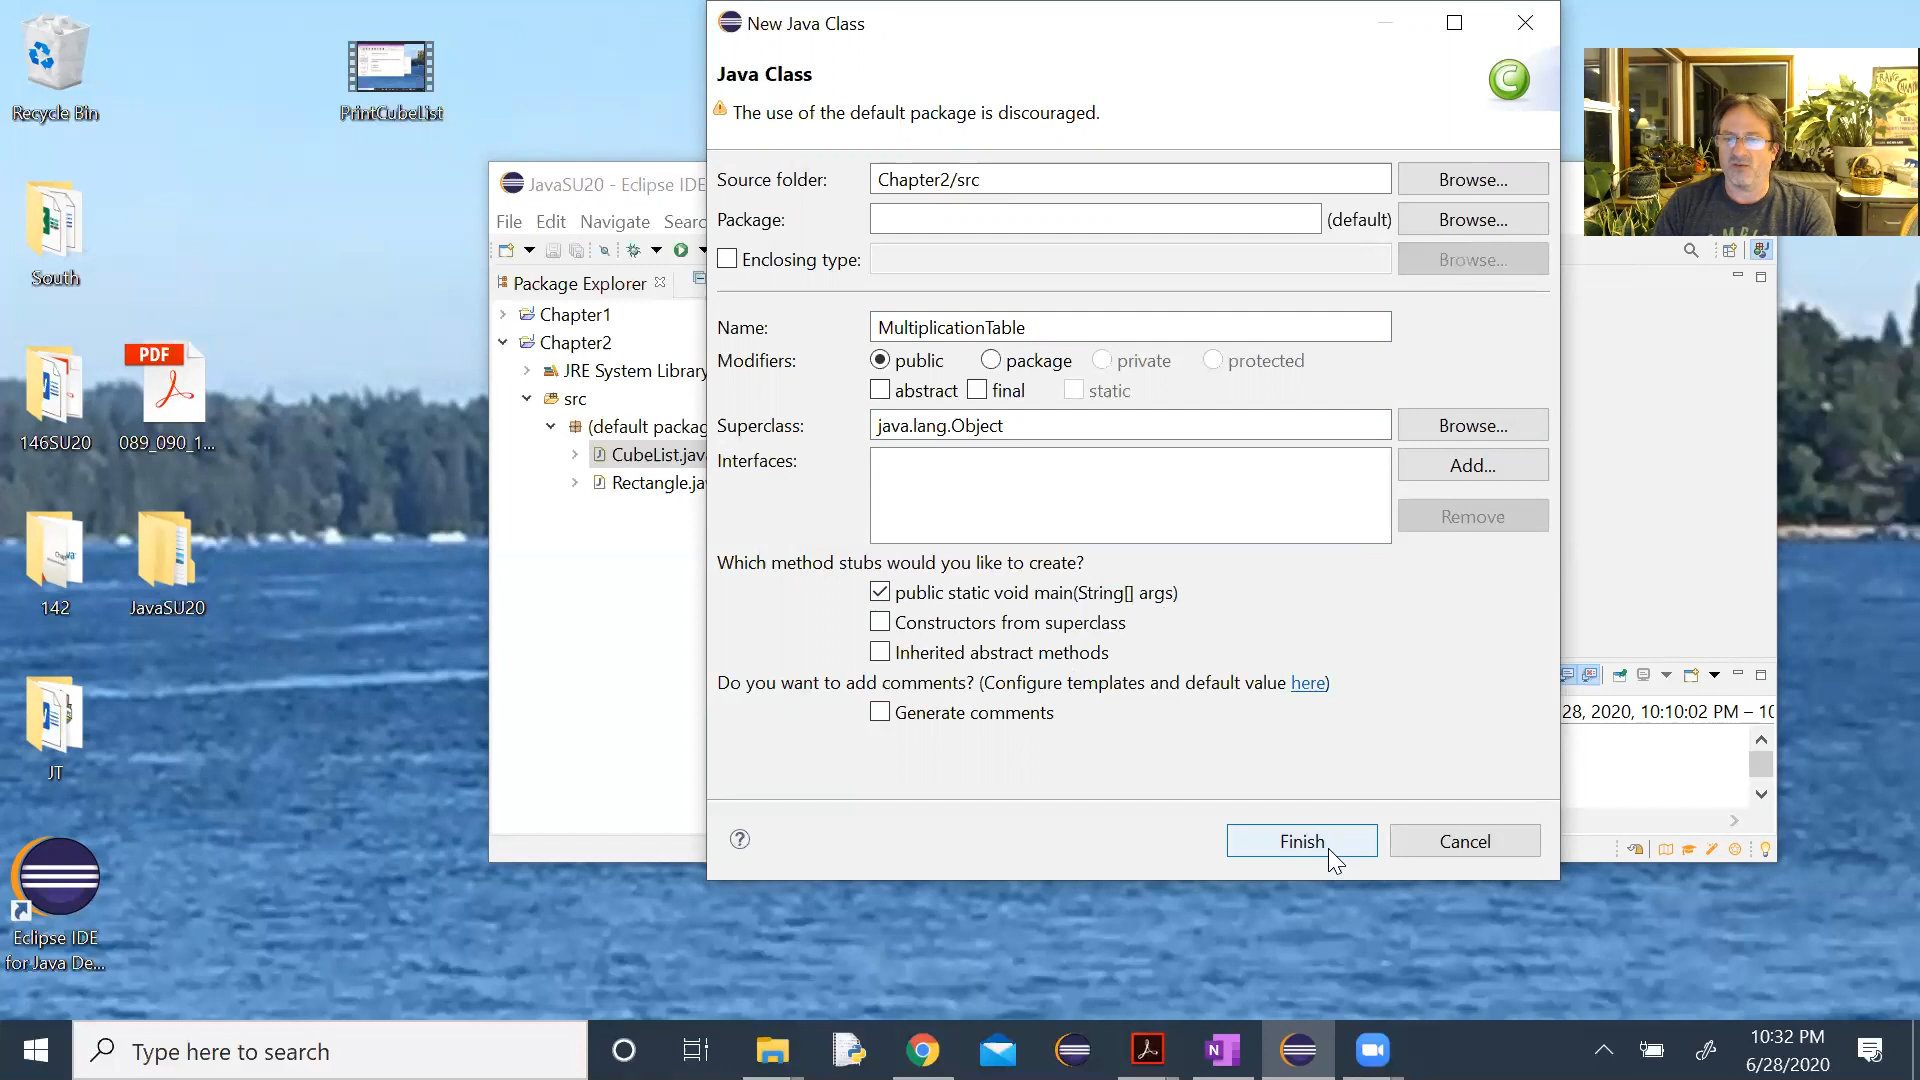 Recycle Bin
PrintCubeList
South
PDF
146SU20
089_090_1...
142
JavaSU20
JT
Eclipse IDE
for Java De...
JavaSU20 - Eclipse IDE
File Edit Navigate Searc
Package Explorer
Chapter1
Chapter2
JRE System Library
src
(default packag
CubeList.jav
Rectangle.ja
New Java Class
Java Class
The use of the default package is discouraged.
Source folder: Chapter2/src Browse...
Package: (default) Browse...
Enclosing type: Browse...
Name: MultiplicationTable
Modifiers: public package private protected
abstract final static
Superclass: java.lang.Object Browse...
Interfaces: Add...
Remove
Which method stubs would you like to create?
public static void main(String[] args)
Constructors from superclass
Inherited abstract methods
Do you want to add comments? (Configure templates and default value here)
Generate comments
Finish Cancel
28, 2020, 10:10:02 PM – 10
Type here to search
10:32 PM
6/28/2020